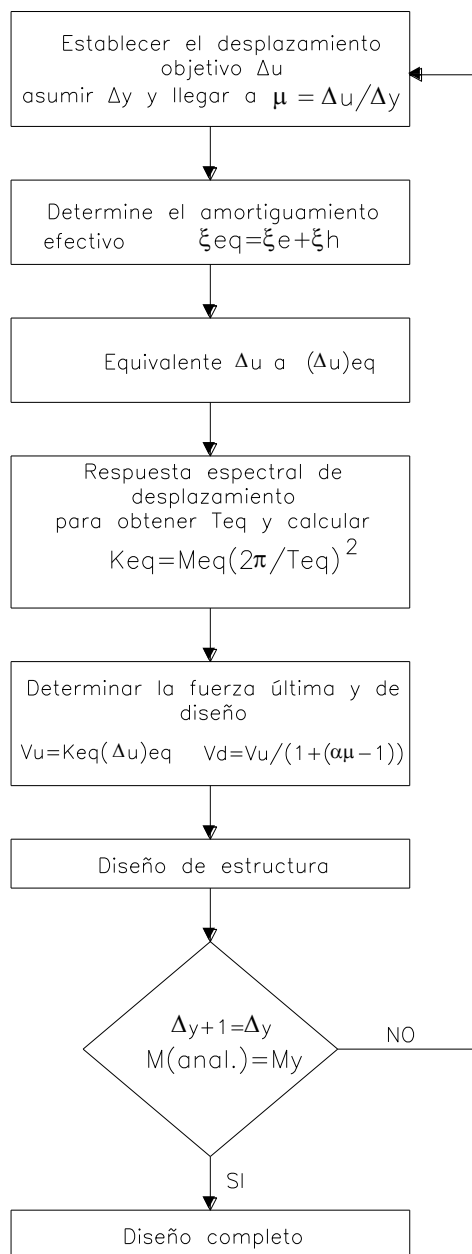 Establecer el desplazamiento
objetivo Δu
asumir Δy y llegar a μ = Δu/Δy
Determine el amortiguamiento
efectivo ξeq=ξe+ξh
Equivalente Δu a (Δu)eq
Respuesta espectral de
desplazamiento
para obtener Teq y calcular
Keq=Meq(2π/Teq)²
Determinar la fuerza última y de
diseño
Vu=Keq(Δu)eq Vd=Vu/(1+(αμ-1))
Diseño de estructura
Δy+1=Δy
M(anal.)=My
NO
SI
Diseño completo